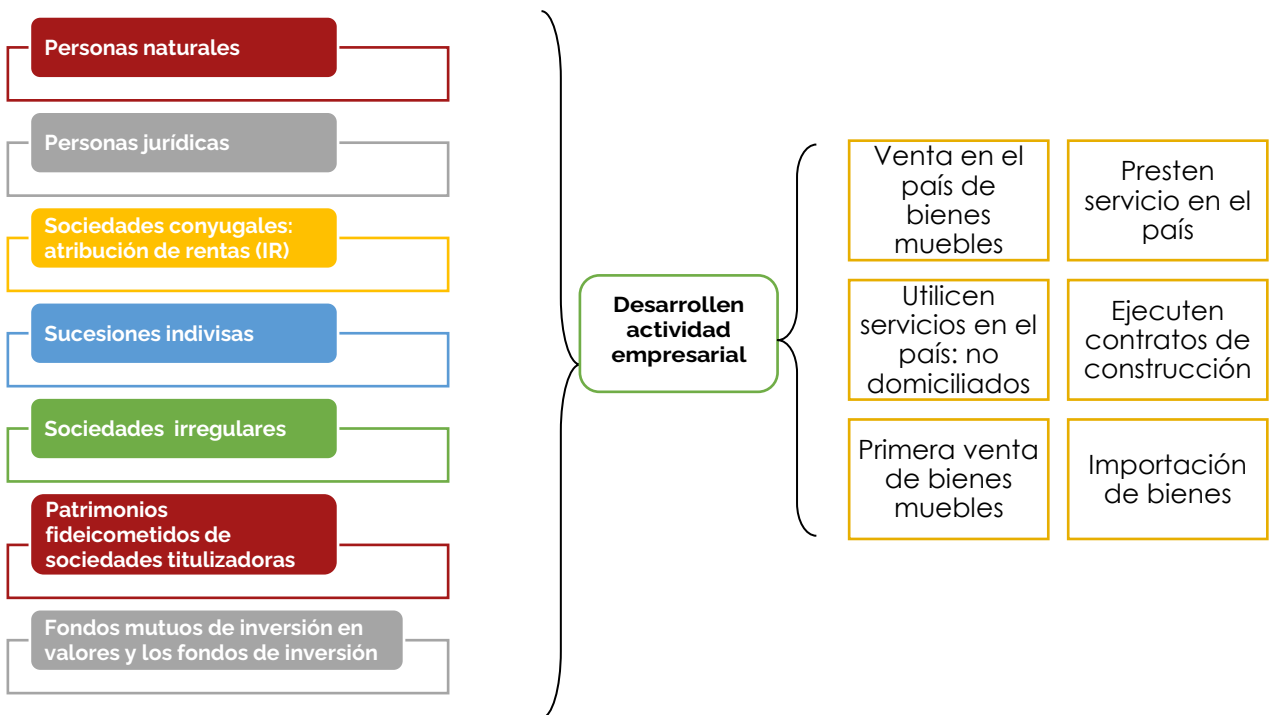 Personas naturales
Personas jurídicas
Sociedades conyugales:
atribución de rentas (IR)
Sucesiones indivisas
Sociedades irregulares
Patrimonios
fideicometidos de
sociedades titulizadoras
Fondos mutuos de inversión en
valores y los fondos de inversión
Desarrollen
actividad
empresarial
Venta en el
país de
bienes
muebles
Presten
servicio en el
país
Utilicen
servicios en el
país: no
domiciliados
Ejecuten
contratos de
construcción
Primera venta
de bienes
muebles
Importación
de bienes